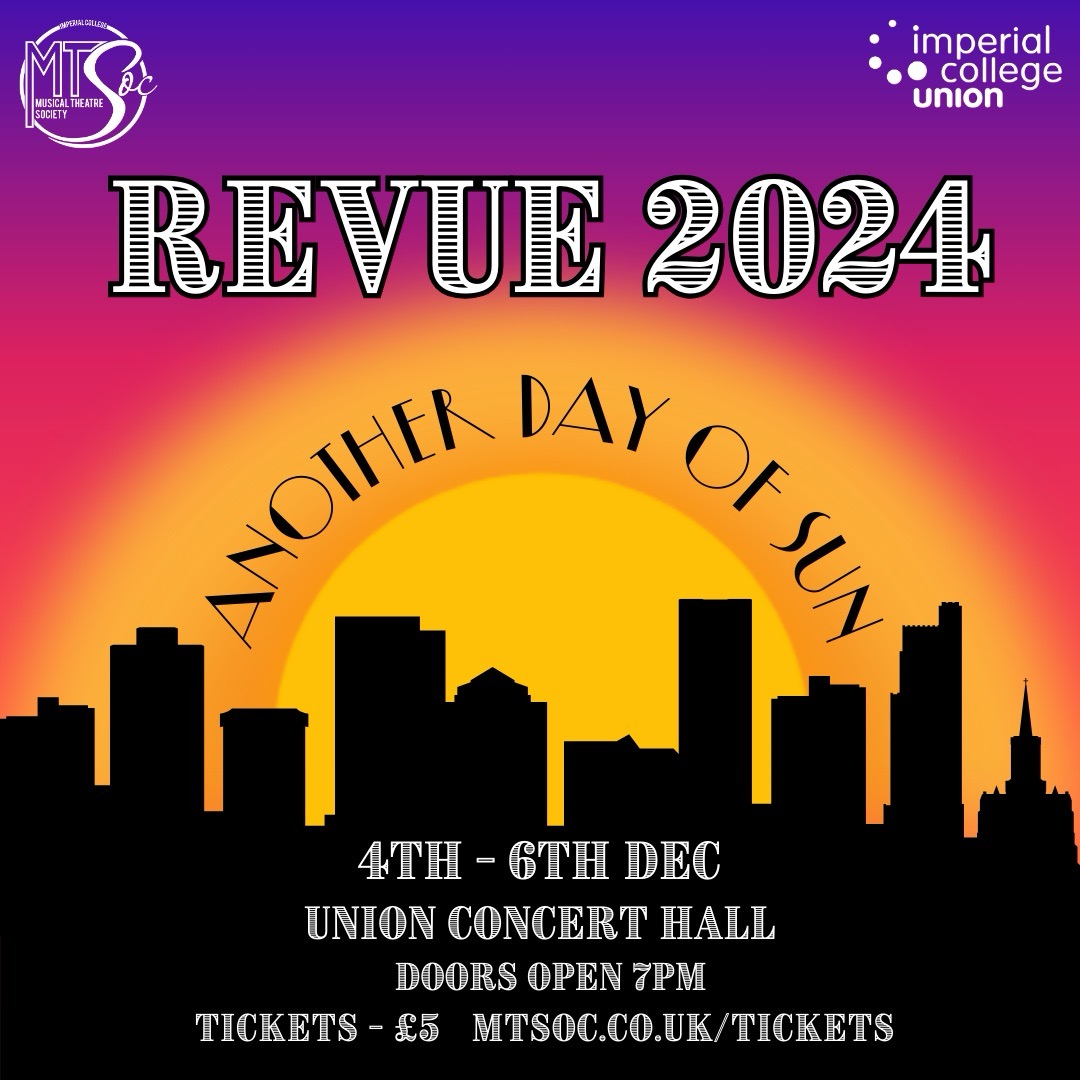 IMPERIAL COLLEGE
MTSoc
MUSICAL THEATRE
SOCIETY
imperial
college
union
REVUE 2024
ANOTHER DAY OF SUN
4TH - 6TH DEC
UNION CONCERT HALL
DOORS OPEN 7PM
TICKETS - £5 MTSOC.CO.UK/TICKETS